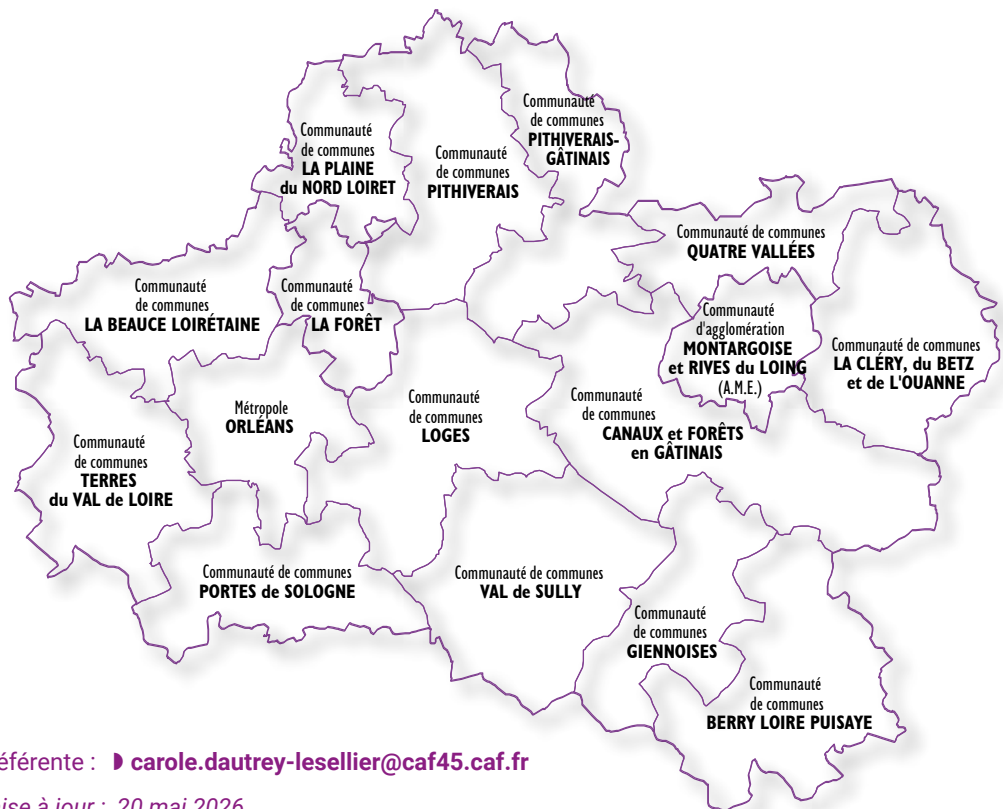 Communauté
de communes
PITHIVERAIS-
GÂTINAIS
Communauté
de communes
LA PLAINE
du NORD LOIRET
Communauté
de communes
PITHIVERAIS
Communauté de communes
QUATRE VALLÉES
Communauté
de communes
LA BEAUCE LOIRÉTAINE
Communauté
de communes
LA FORÊT
Communauté
d'agglomération
MONTARGOISE
et RIVES du LOING
(A.M.E.)
Communauté de communes
LA CLÉRY, du BETZ
et de L'OUANNE
Métropole
ORLÉANS
Communauté
de communes
LOGES
Communauté
de communes
CANAUX et FORÊTS
en GÂTINAIS
Communauté
de communes
TERRES
du VAL de LOIRE
Communauté de communes
PORTES de SOLOGNE
Communauté de communes
VAL de SULLY
Communauté
de communes
GIENNOISES
Communauté
de communes
BERRY LOIRE PUISAYE
éférente : ◗ carole.dautrey-lesellier@caf45.caf.fr
ise à jour : 20 mai 2026